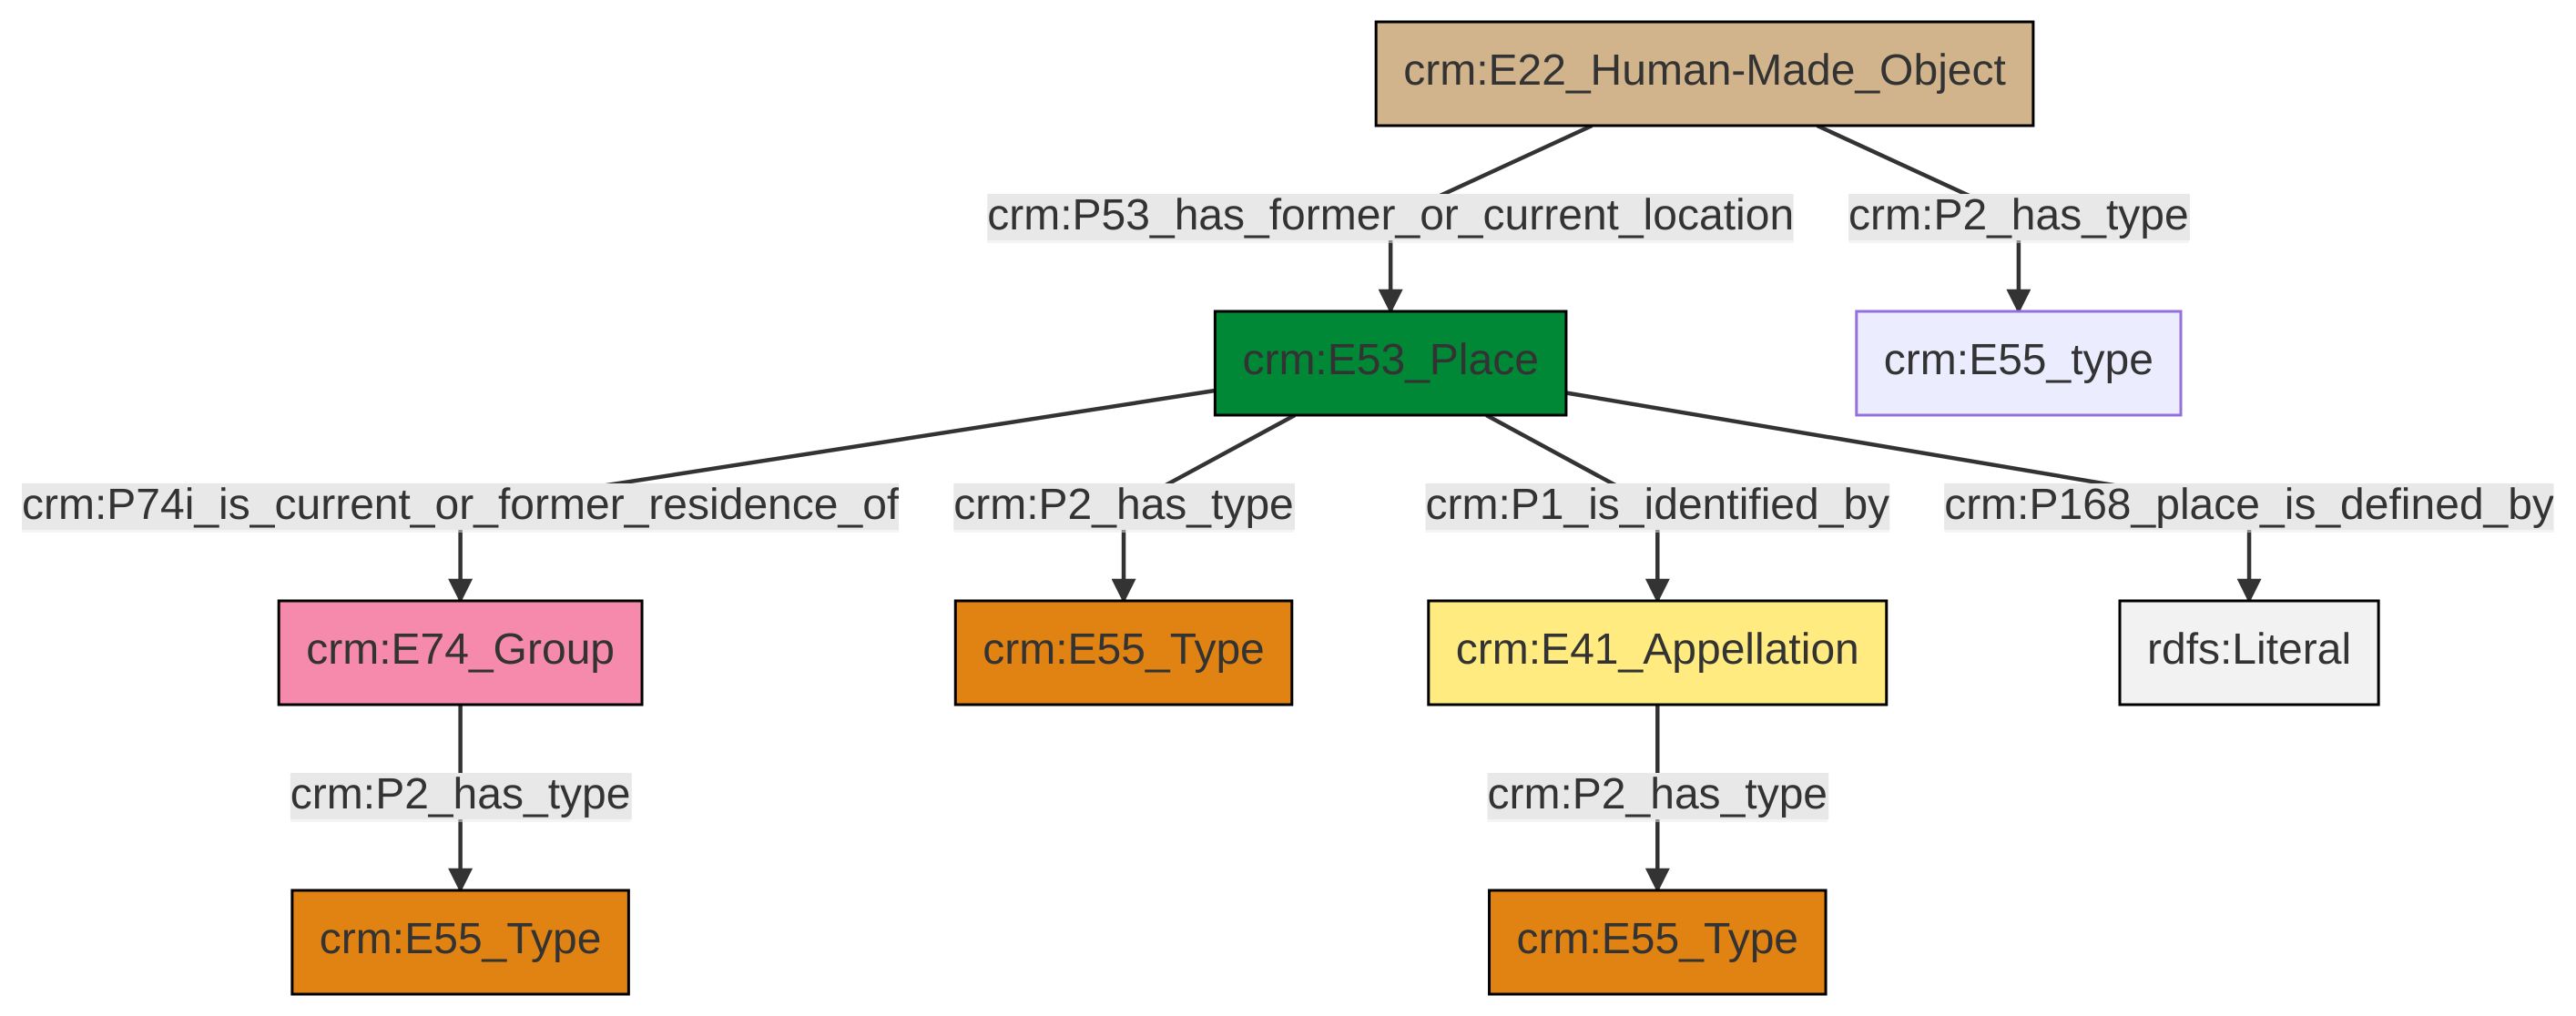 crm:E22_Human-Made_Object
crm:P53_has_former_or_current_location
crm:P2_has_type
crm:E53_Place
crm:E55_type
crm:P74i_is_current_or_former_residence_of
crm:P2_has_type
crm:P1_is_identified_by
crm:P168_place_is_defined_by
crm:E74_Group
crm:E55_Type
crm:E41_Appellation
rdfs:Literal
crm:P2_has_type
crm:P2_has_type
crm:E55_Type
crm:E55_Type